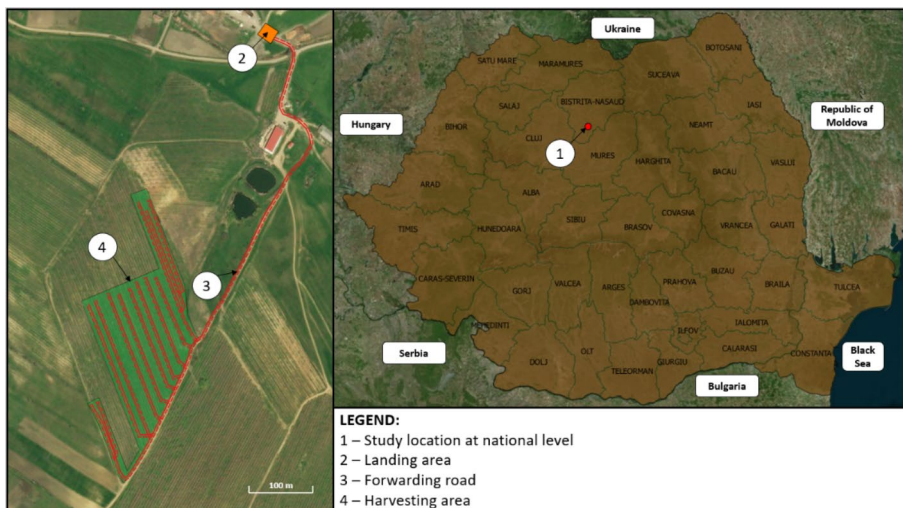 2
4
3
100 m
Ukraine
BOTOSANI
SATU MARE
MARAMURES
SUCEAVA
Hungary
SALAJ
BISTRITA-NASAUD
IASI
Republic of
Moldova
BIHOR
CLUJ
NEAMT
1
MURES
HARGHITA
BACAU
VASLUI
ARAD
ALBA
TIMIS
HUNEDOARA
SIBIU
BRASOV
COVASNA
VRANCEA
GALATI
CARAS-SEVERIN
GORJ
VALCEA
ARGES
PRAHOVA
BUZAU
BRAILA
TULCEA
DAMBOVITA
MEHEDINTI
IALOMITA
ILFOV
CALARASI
Serbia
DOLJ
OLT
TELEORMAN
GIURGIU
CONSTANTA
Black
Sea
Bulgaria
LEGEND:
1 – Study location at national level
2 – Landing area
3 – Forwarding road
4 – Harvesting area